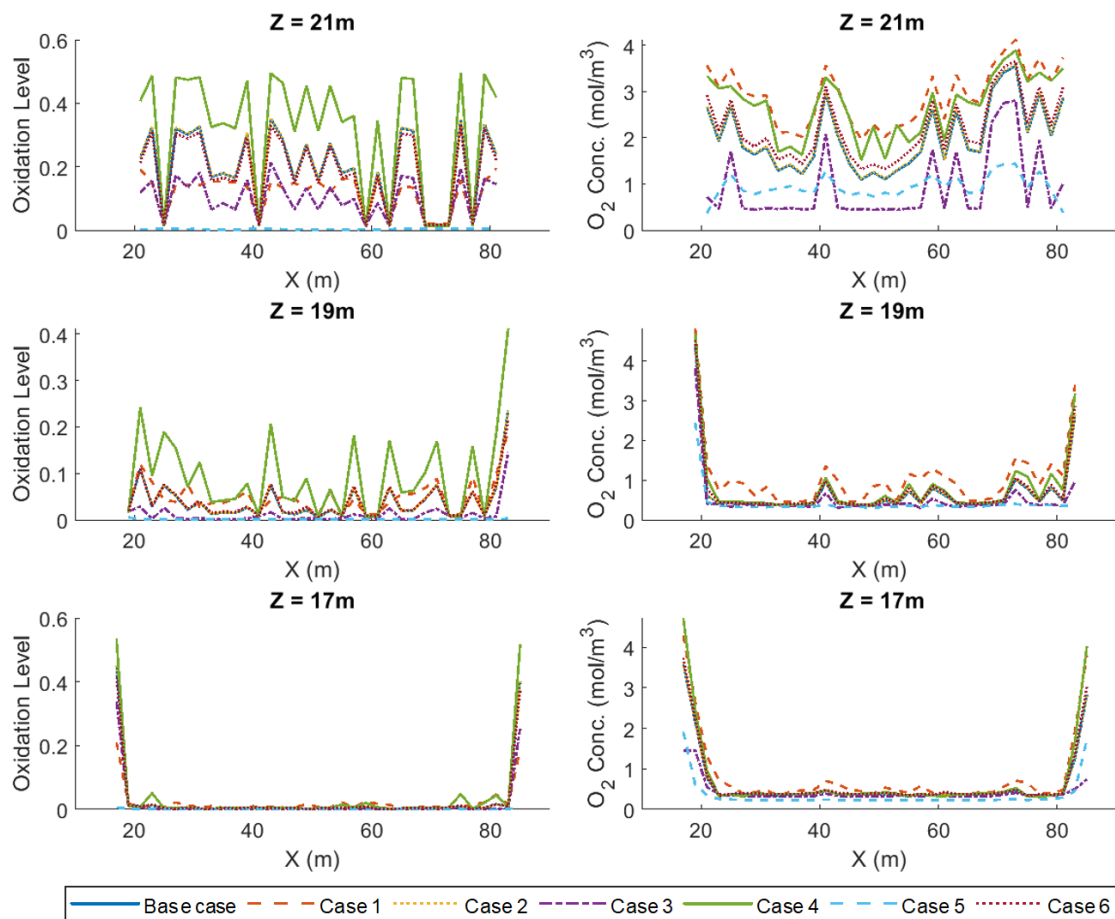 Z = 21m
Oxidation Level
0.6
0.4
0.2
0
20 40 60 80
X (m)
Z = 21m
O2 Conc. (mol/m3)
4
3
2
1
0
20 40 60 80
X (m)
Z = 19m
Oxidation Level
0.4
0.3
0.2
0.1
0
20 40 60 80
X (m)
Z = 19m
O2 Conc. (mol/m3)
4
3
2
1
0
20 40 60 80
X (m)
Z = 17m
Oxidation Level
0.6
0.4
0.2
0
20 40 60 80
X (m)
Z = 17m
O2 Conc. (mol/m3)
4
3
2
1
0
20 40 60 80
X (m)
Base case Case 1 Case 2 Case 3 Case 4 Case 5 Case 6